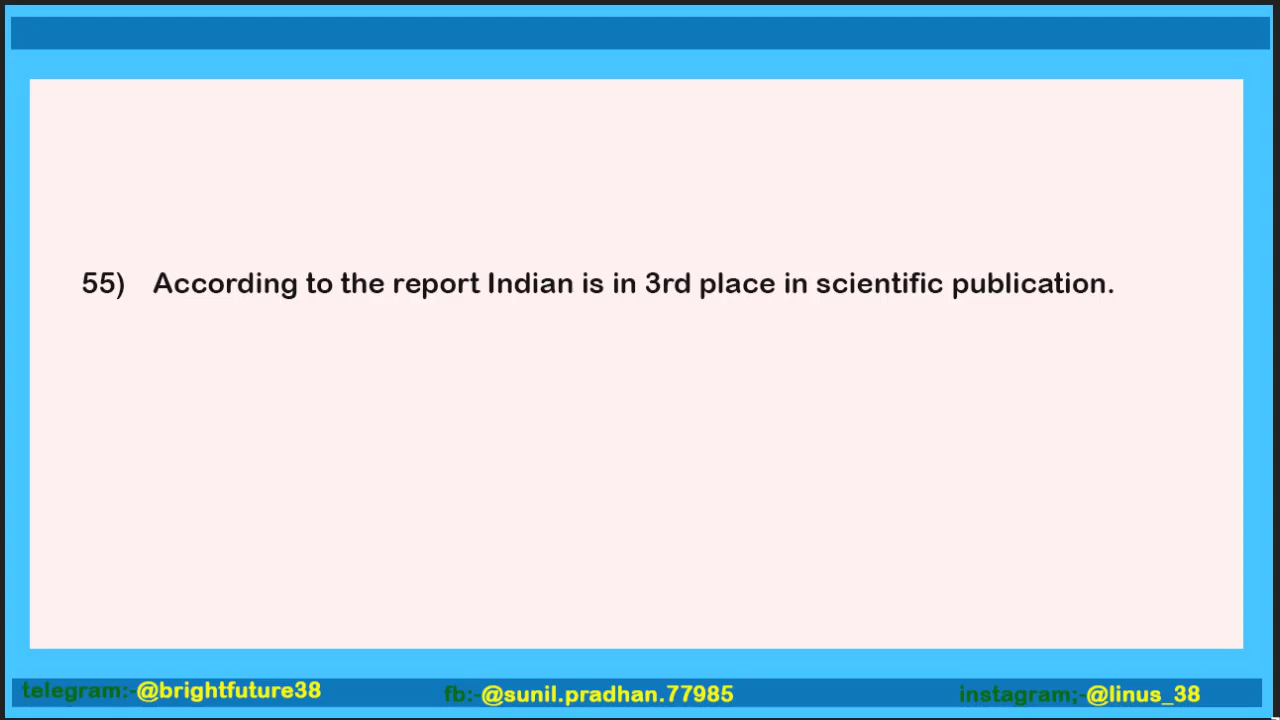 55) According to the report Indian is in 3rd place in scientific publication.
telegram:-@brightfuture38 fb:-@sunil.pradhan.77985 instagram;-@linus_38